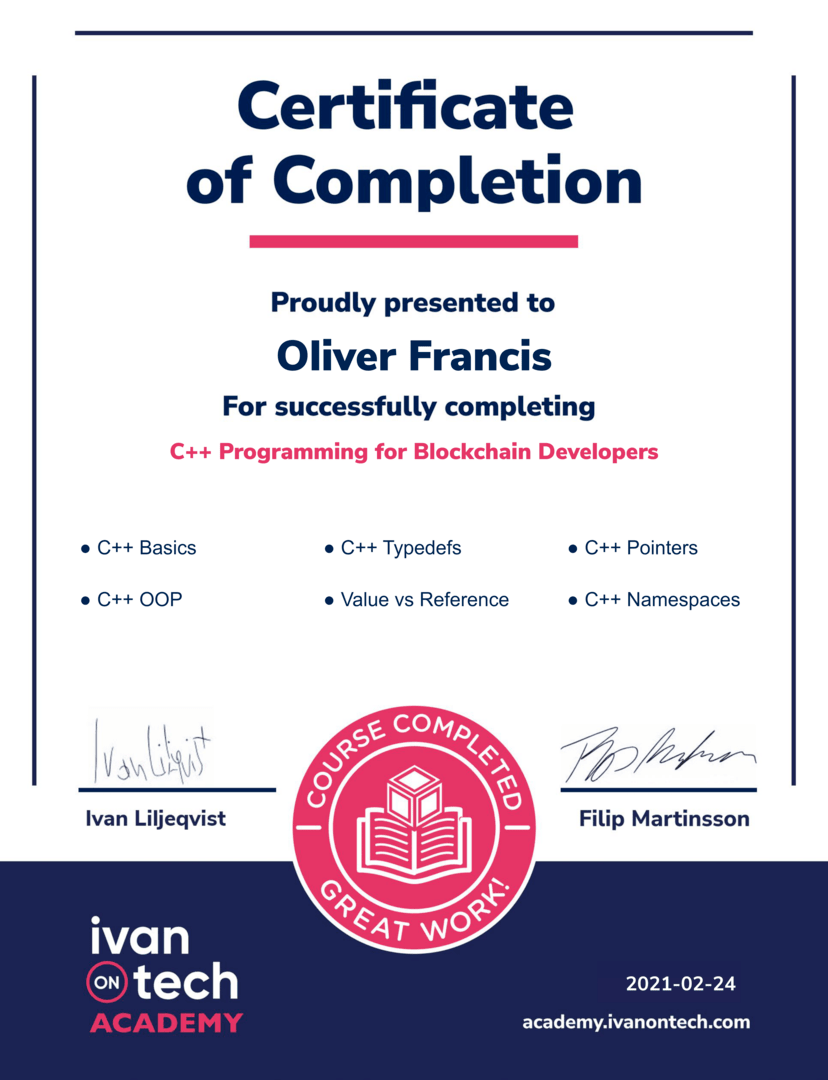 Certificate
of Completion
Proudly presented to
Oliver Francis
For successfully completing
C++ Programming for Blockchain Developers
● C++ Basics ● C++ Typedefs ● C++ Pointers
● C++ OOP ● Value vs Reference ● C++ Namespaces
Ivan Liljeqvist
COURSE COMPLETED
GREAT WORK!
Ivan Liljeqvist Filip Martinsson
ivan
ON tech
ACADEMY
2021-02-24
academy.ivanontech.com